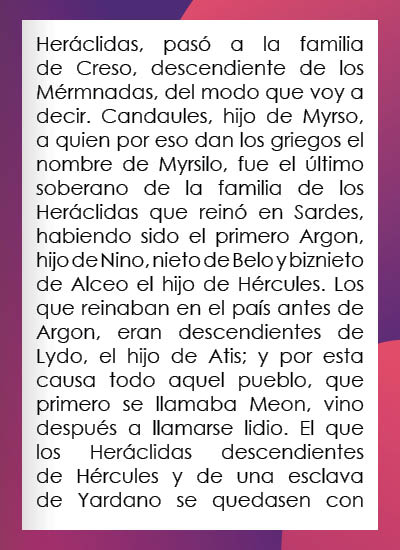 Heráclidas, pasó a la familia
de Creso, descendiente de los
Mérmnadas, del modo que voy a
decir. Candaules, hijo de Myrso,
a quien por eso dan los griegos el
nombre de Myrsilo, fue el último
soberano de la familia de los
Heráclidas que reinó en Sardes,
habiendo sido el primero Argon,
hijo de Nino, nieto de Belo y biznieto
de Alceo el hijo de Hércules. Los
que reinaban en el país antes de
Argon, eran descendientes de
Lydo, el hijo de Atis; y por esta
causa todo aquel pueblo, que
primero se llamaba Meon, vino
después a llamarse lidio. El que
los Heráclidas descendientes
de Hércules y de una esclava
de Yardano se quedasen con